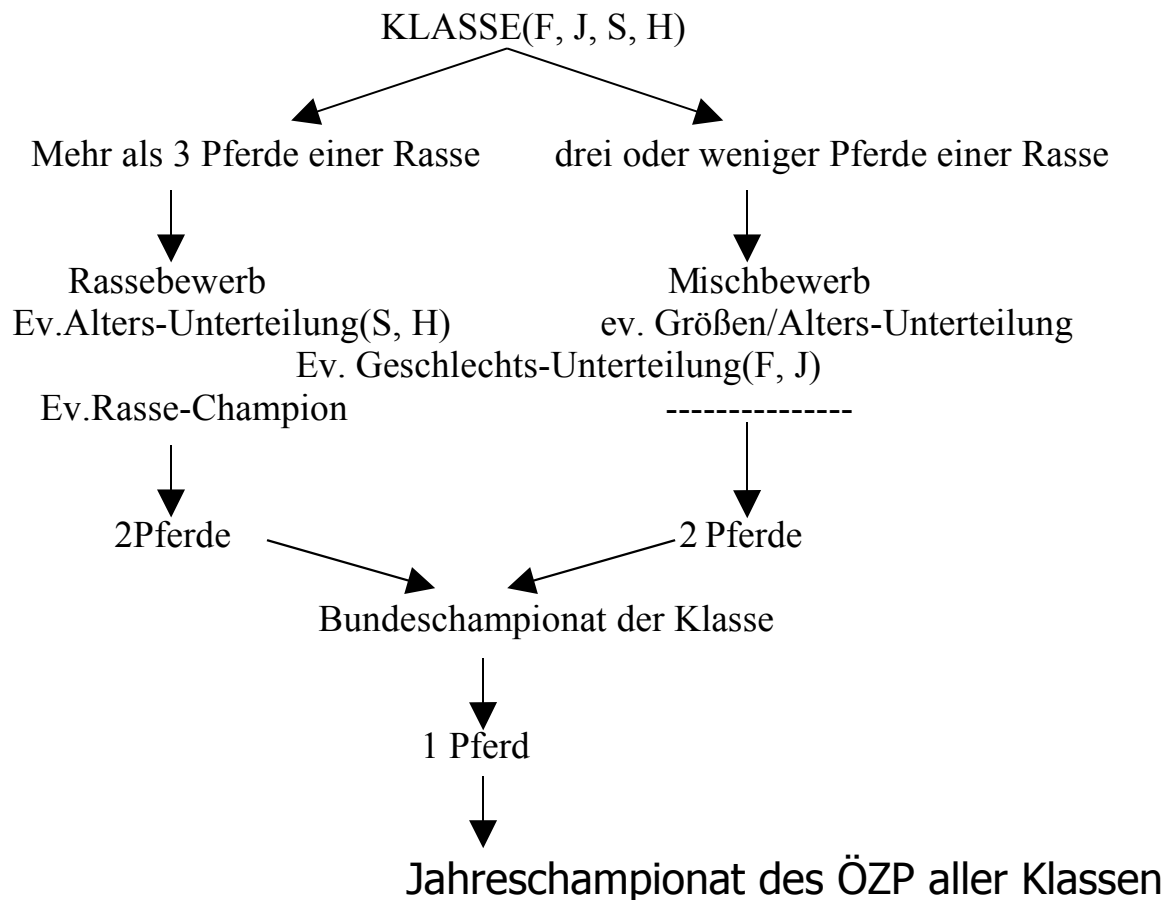 KLASSE(F, J, S, H)
Mehr als 3 Pferde einer Rasse drei oder weniger Pferde einer Rasse
Rassebewerb Mischbewerb
Ev.Alters-Unterteilung(S, H) ev. Größen/Alters-Unterteilung
Ev. Geschlechts-Unterteilung(F, J)
Ev.Rasse-Champion ---------------
2Pferde 2 Pferde
Bundeschampionat der Klasse
1 Pferd
Jahreschampionat des ÖZP aller Klassen